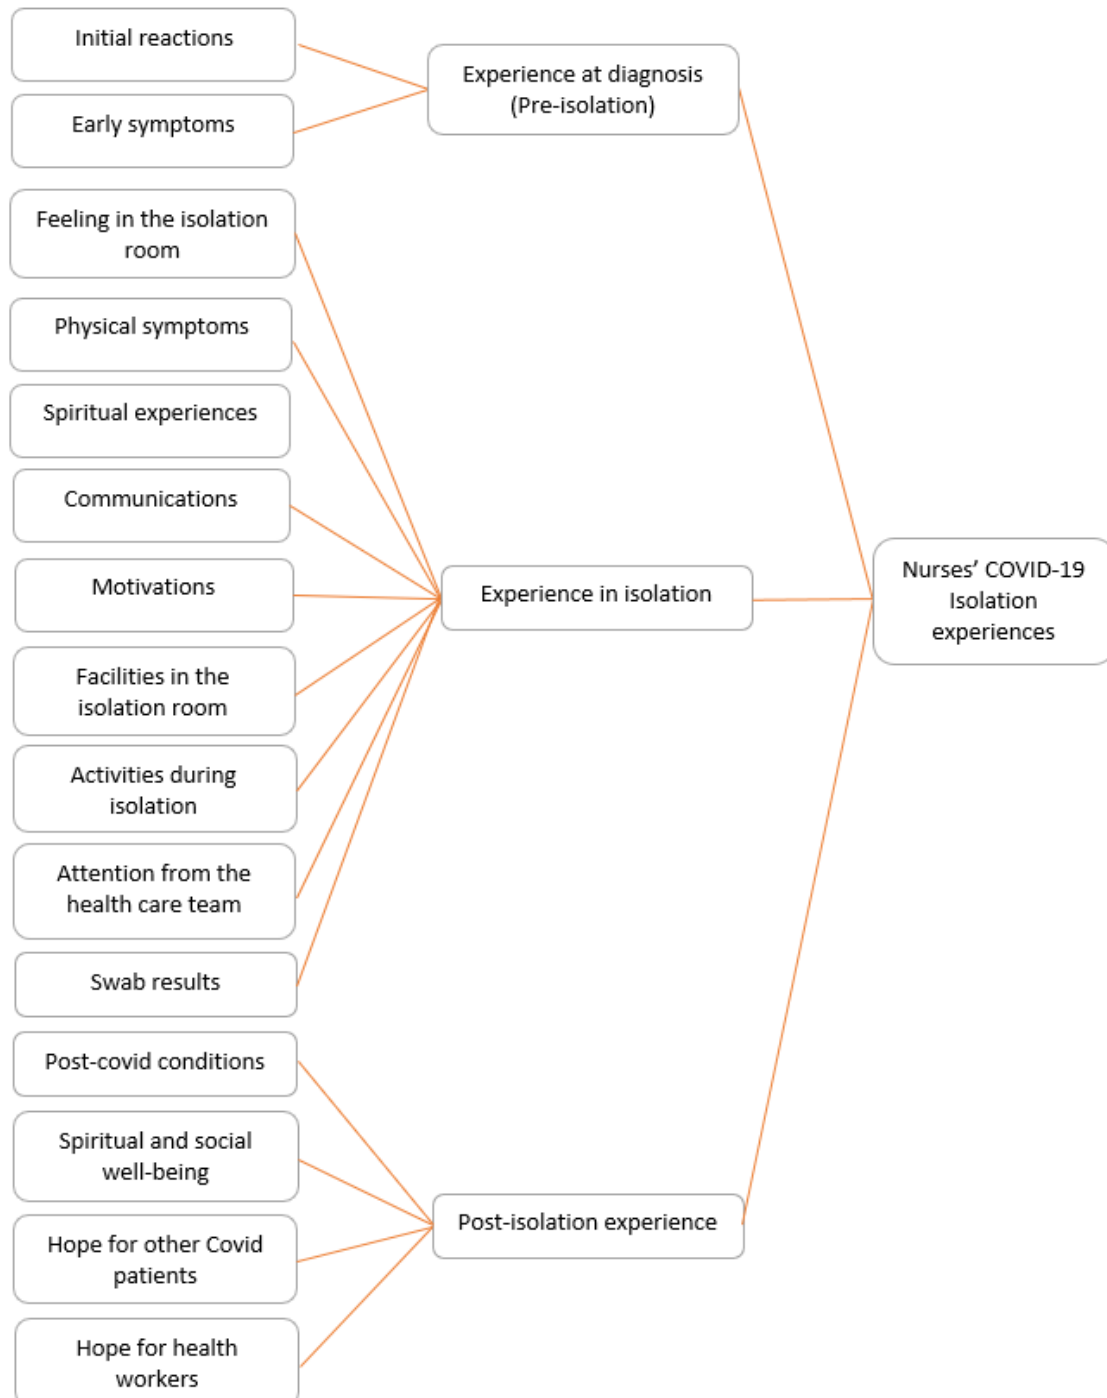 Initial reactions
Early symptoms
Feeling in the isolation
room
Physical symptoms
Spiritual experiences
Communications
Motivations
Facilities in the
isolation room
Activities during
isolation
Attention from the
health care team
Swab results
Post-covid conditions
Spiritual and social
well-being
Hope for other Covid
patients
Hope for health
workers
Experience at diagnosis
(Pre-isolation)
Experience in isolation
Post-isolation experience
Nurses’ COVID-19
Isolation
experiences